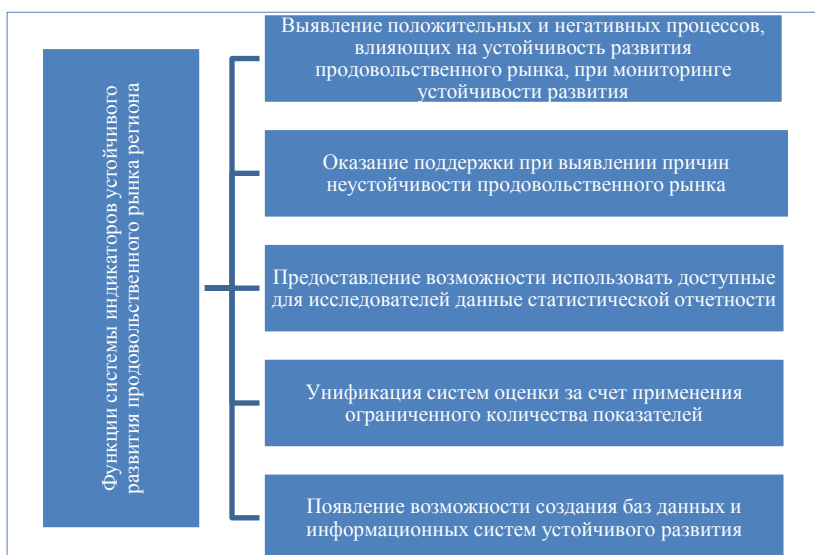 Функции системы индикаторов устойчивого
развития продовольственного рынка региона
Выявление положительных и негативных процессов,
влияющих на устойчивость развития
продовольственного рынка, при мониторинге
устойчивости развития
Оказание поддержки при выявлении причин
неустойчивости продовольственного рынка
Предоставление возможности использовать доступные
для исследователей данные статистической отчетности
Унификация систем оценки за счет применения
ограниченного количества показателей
Появление возможности создания баз данных и
информационных систем устойчивого развития